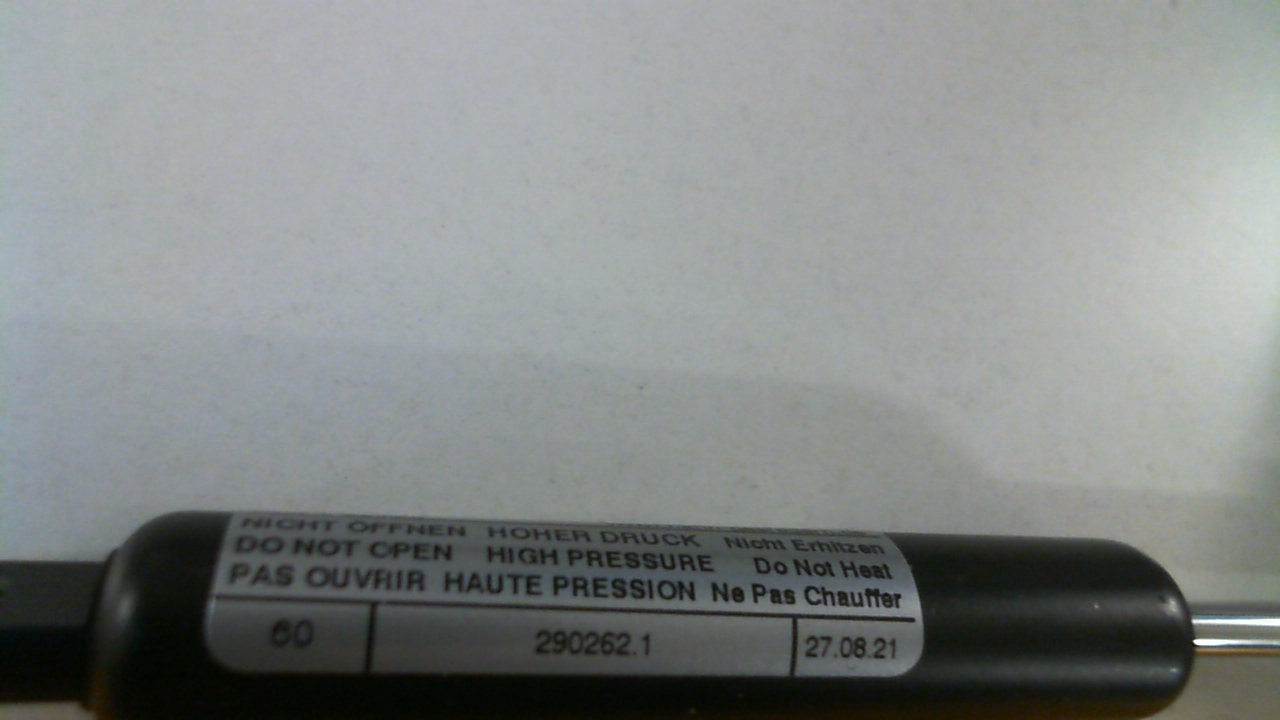 NICHT ÖFFNEN HOHER DRUCK Nicht Erhitzen
DO NOT OPEN HIGH PRESSURE Do Not Heat
PAS OUVRIR HAUTE PRESSION Ne Pas Chauffer
60 290262.1 27.08.21